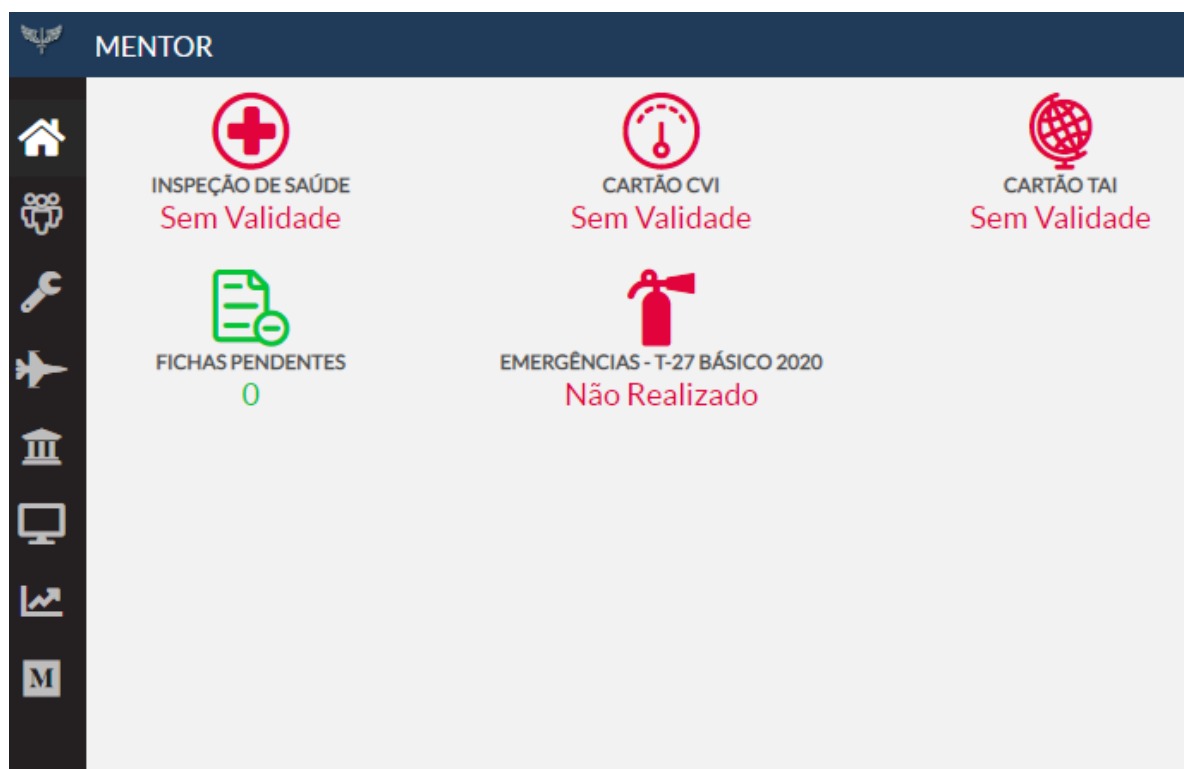 MENTOR
INSPEÇÃO DE SAÚDE
Sem Validade
CARTÃO CVI
Sem Validade
CARTÃO TAI
Sem Validade
FICHAS PENDENTES
0
EMERGÊNCIAS - T-27 BÁSICO 2020
Não Realizado
M